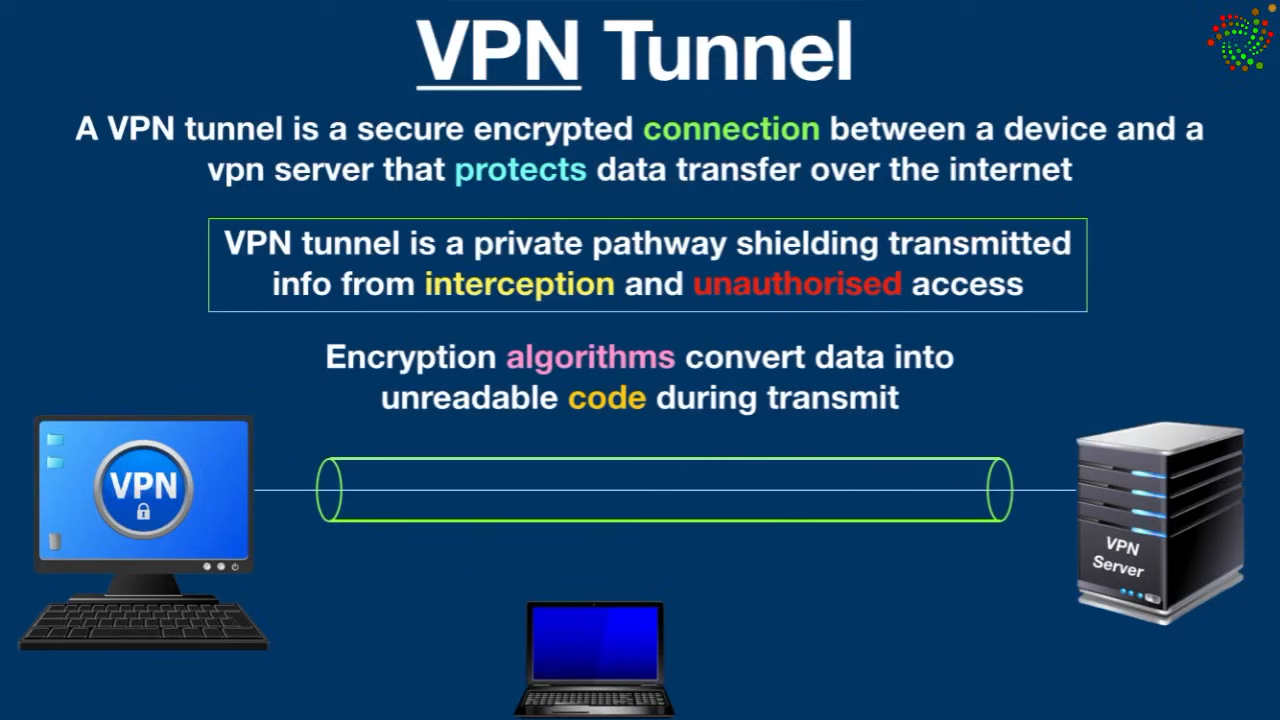 VPN Tunnel
A VPN tunnel is a secure encrypted connection between a device and a
vpn server that protects data transfer over the internet
VPN tunnel is a private pathway shielding transmitted
info from interception and unauthorised access
Encryption algorithms convert data into
unreadable code during transmit
VPN
VPN
Server